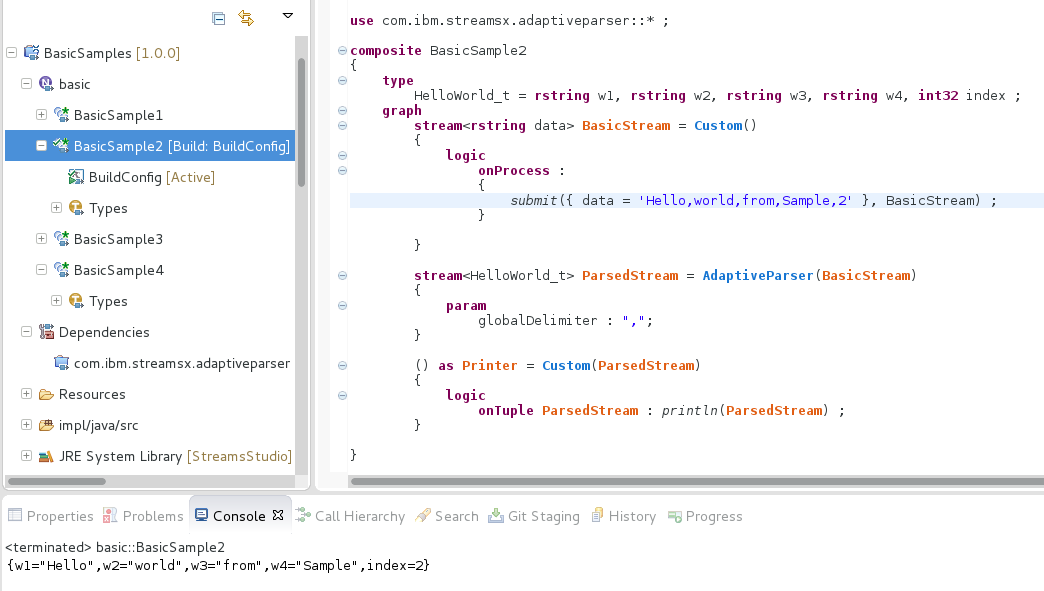 BasicSamples [1.0.0]
basic
BasicSample1
BasicSample2 [Build: BuildConfig]
BuildConfig [Active]
Types
BasicSample3
BasicSample4
Types
Dependencies
com.ibm.streamsx.adaptiveparser
Resources
impl/java/src
JRE System Library [StreamsStudio]
use com.ibm.streamsx.adaptiveparser::* ;
composite BasicSample2
{
type
HelloWorld_t = rstring w1, rstring w2, rstring w3, rstring w4, int32 index ;
graph
stream<rstring data> BasicStream = Custom()
{
logic
onProcess :
{
submit({ data = 'Hello,world,from,Sample,2' }, BasicStream) ;
}
}
stream<HelloWorld_t> ParsedStream = AdaptiveParser(BasicStream)
{
param
globalDelimiter : ",";
}
() as Printer = Custom(ParsedStream)
{
logic
onTuple ParsedStream : println(ParsedStream) ;
}
}
Properties Problems Console Call Hierarchy Search Git Staging History Progress
<terminated> basic::BasicSample2
{w1="Hello",w2="world",w3="from",w4="Sample",index=2}